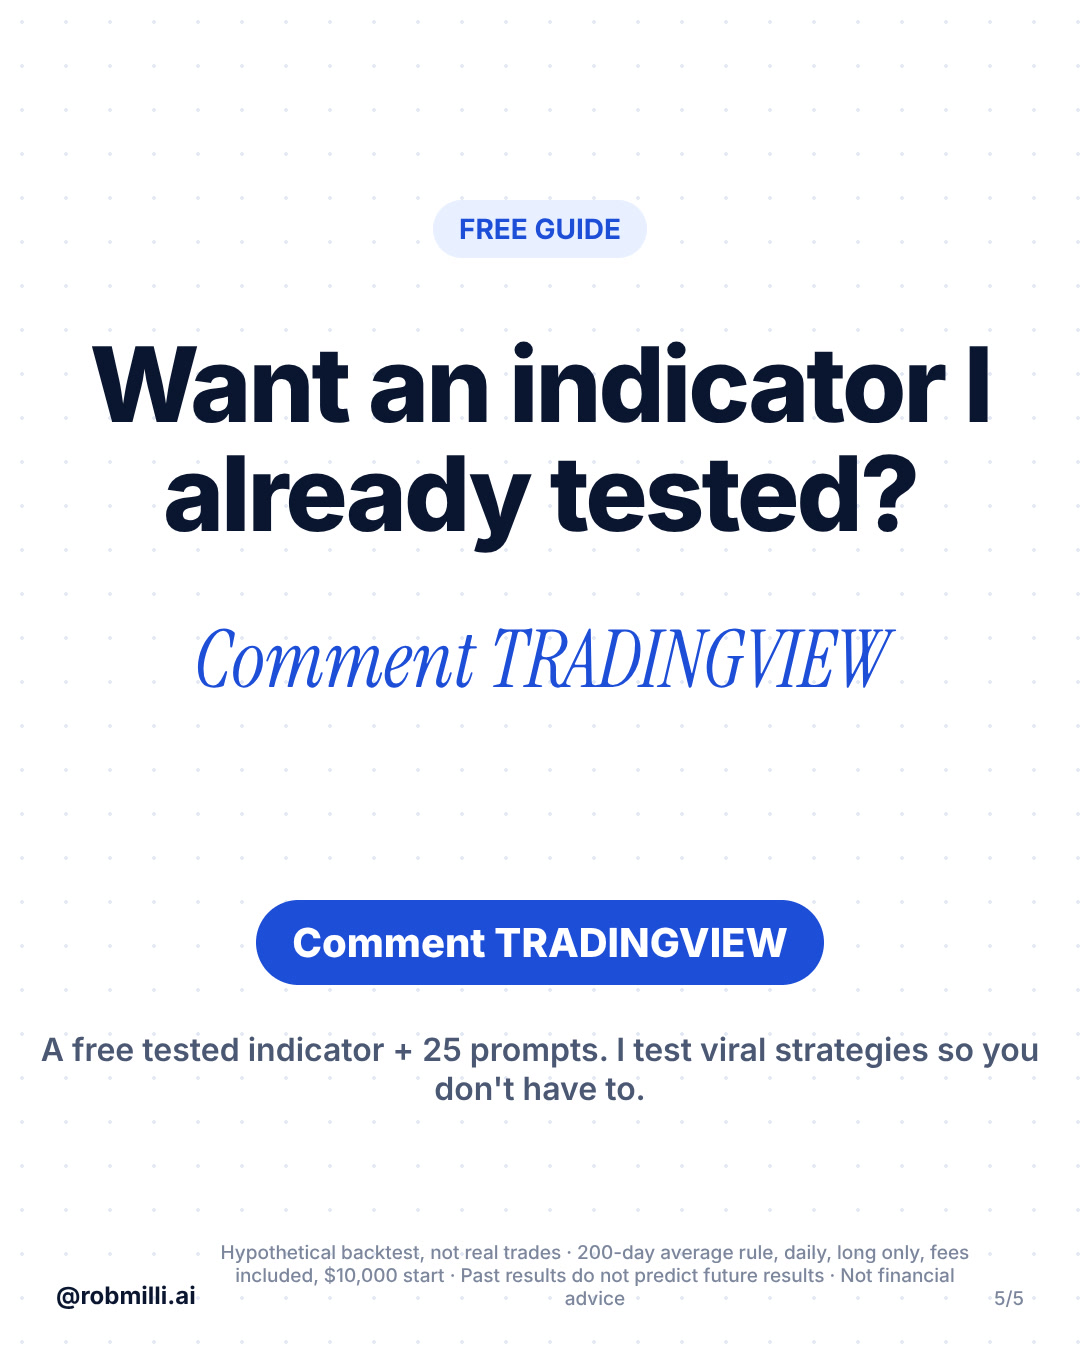 FREE GUIDE
Want an indicator I
already tested?
Comment TRADINGVIEW
Comment TRADINGVIEW
A free tested indicator + 25 prompts. I test viral strategies so you
don't have to.
Hypothetical backtest, not real trades · 200-day average rule, daily, long only, fees
included, $10,000 start · Past results do not predict future results · Not financial
advice
@robmilli.ai
5/5